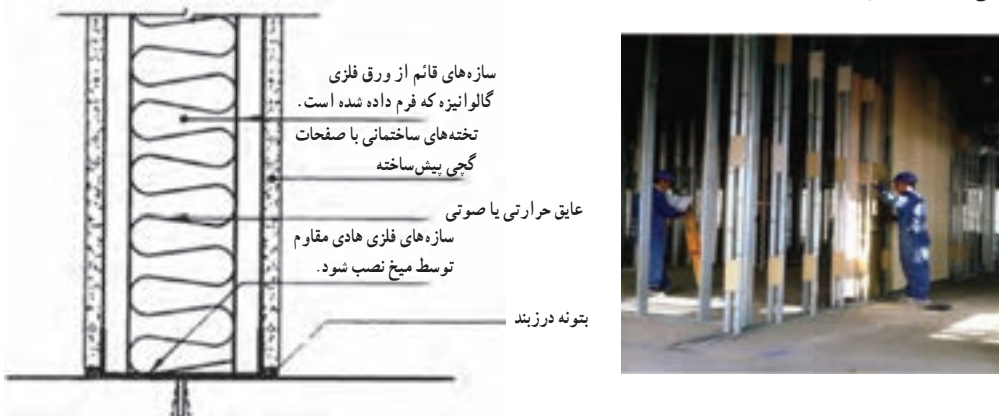 سازه‌های قائم از ورق فلزی
گالوانیزه که فرم داده شده است.
تخته‌های ساختمانی با صفحات
گچی پیش‌ساخته
عایق حرارتی یا صوتی
سازه‌های فلزی هادی مقاوم
توسط میخ نصب شود.
بتونه درزبند